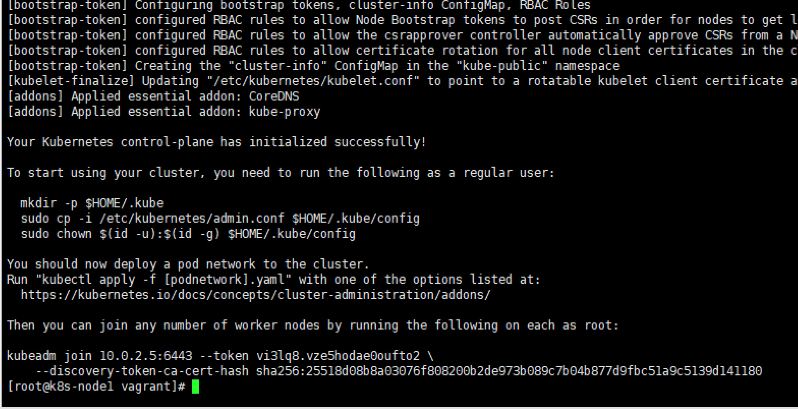 [bootstrap-token] Configuring bootstrap tokens, cluster-info ConfigMap, RBAC Roles
[bootstrap-token] configured RBAC rules to allow Node Bootstrap tokens to post CSRs in order for nodes to get l
[bootstrap-token] configured RBAC rules to allow the csrapprover controller automatically approve CSRs from a N
[bootstrap-token] configured RBAC rules to allow certificate rotation for all node client certificates in the c
[bootstrap-token] Creating the "cluster-info" ConfigMap in the "kube-public" namespace
[kubelet-finalize] Updating "/etc/kubernetes/kubelet.conf" to point to a rotatable kubelet client certificate a
[addons] Applied essential addon: CoreDNS
[addons] Applied essential addon: kube-proxy
Your Kubernetes control-plane has initialized successfully!
To start using your cluster, you need to run the following as a regular user:
mkdir -p $HOME/.kube
sudo cp -i /etc/kubernetes/admin.conf $HOME/.kube/config
sudo chown $(id -u):$(id -g) $HOME/.kube/config
You should now deploy a pod network to the cluster.
Run "kubectl apply -f [podnetwork].yaml" with one of the options listed at:
https://kubernetes.io/docs/concepts/cluster-administration/addons/
Then you can join any number of worker nodes by running the following on each as root:
kubeadm join 10.0.2.5:6443 --token vi3lq8.vze5hodae0oufto2 \
--discovery-token-ca-cert-hash sha256:25518d08b8a03076f808200b2de973b089c7b04b877d9fbc51a9c5139d141180
[root@k8s-node1 vagrant]#